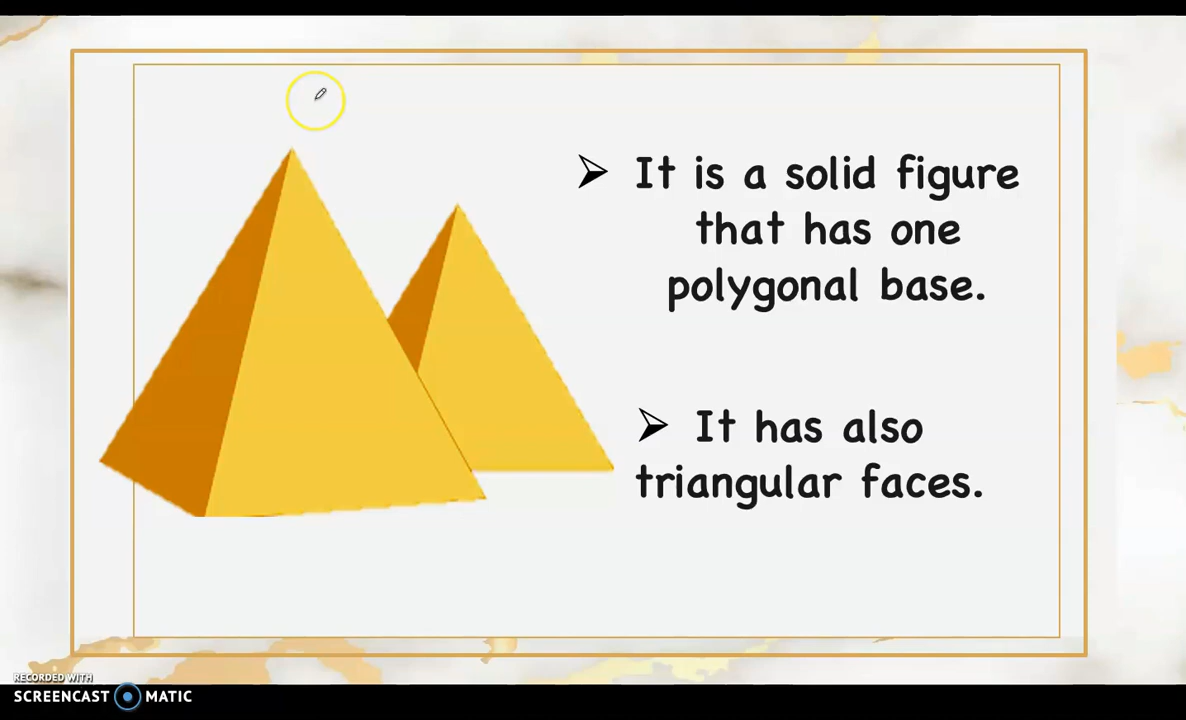 ➢ It is a solid figure
that has one
polygonal base.
➢ It has also
triangular faces.
RECORDED WITH
SCREENCAST MATIC